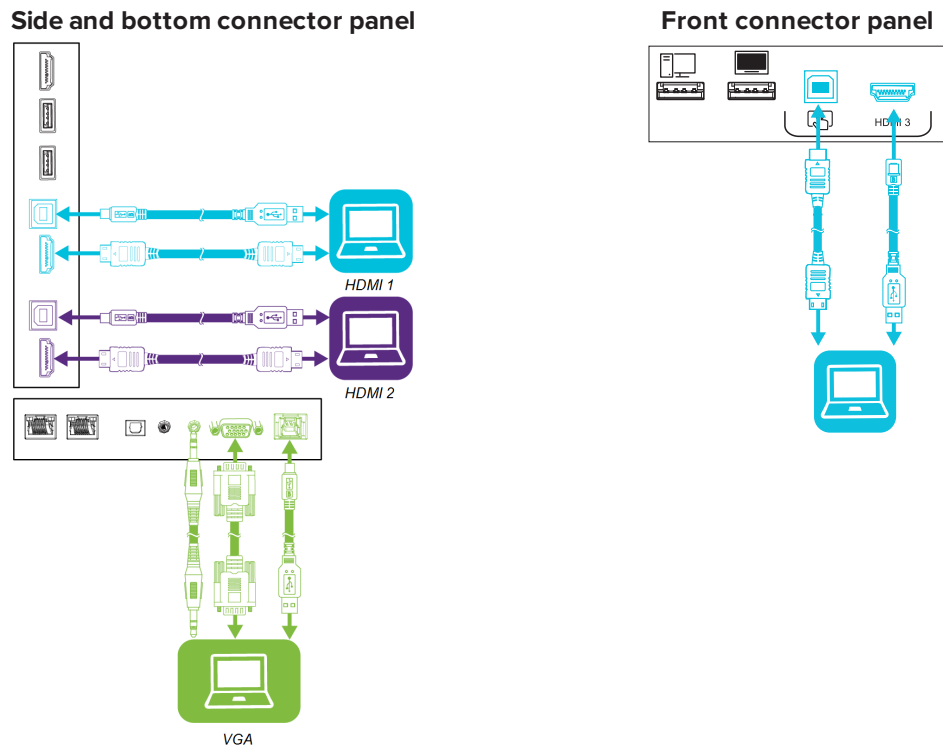 Side and bottom connector panel
HDMI 1
HDMI 2
VGA
Front connector panel
HDMI 3